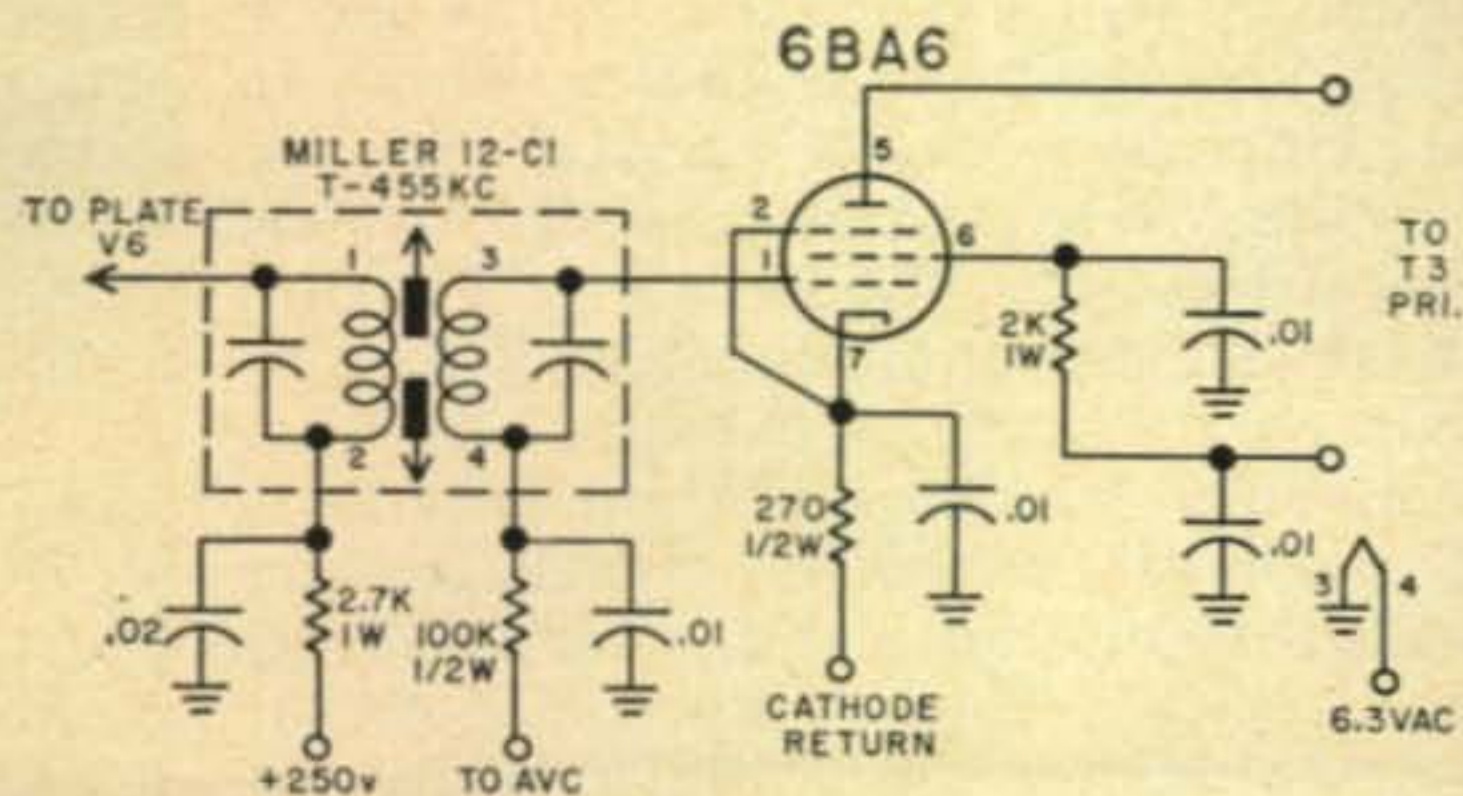 6BA6
MILLER 12-C1
T-455KC
TO PLATE
V6
1
3
2
4
5
2
1
6
7
2K
1W
.01
TO
T3
PRI.
270
1/2W
.01
.01
3
4
.02
2.7K
1W
100K
1/2W
.01
+250v
TO AVC
CATHODE
RETURN
6.3VAC